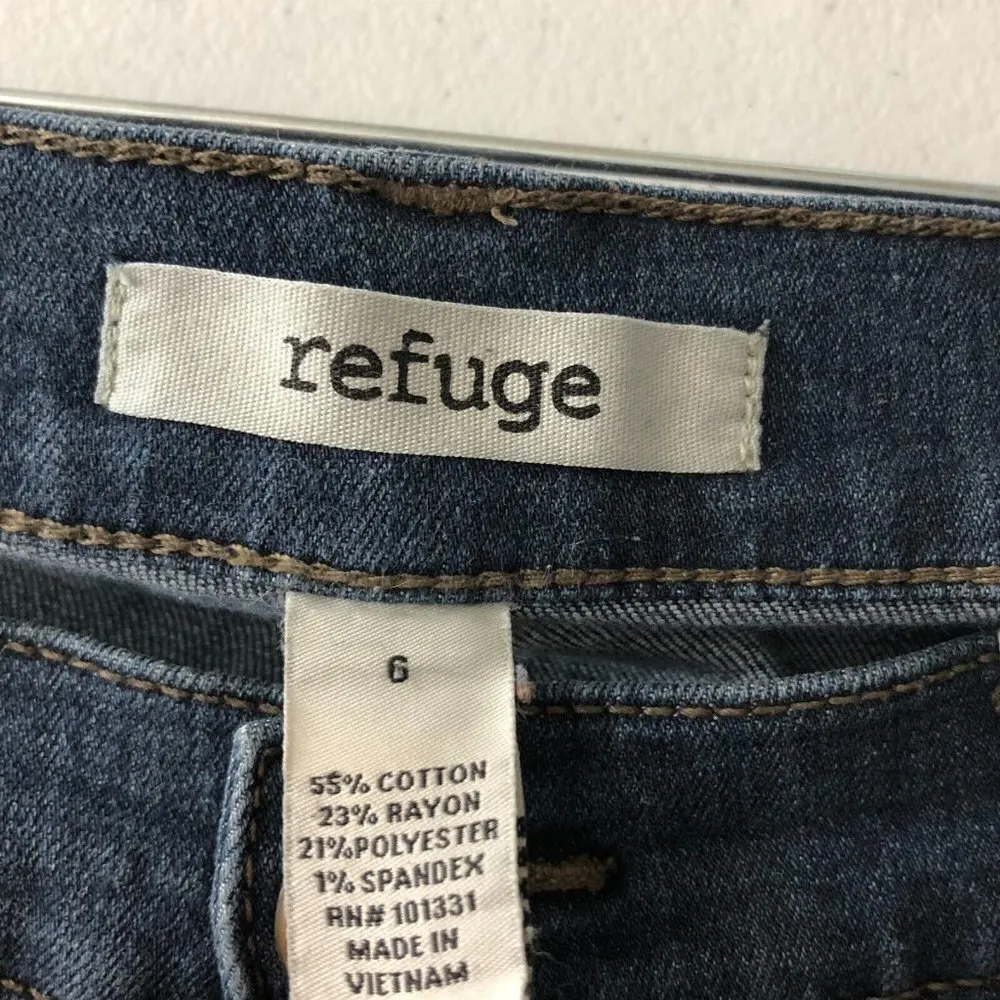 refuge
6
55% COTTON
23% RAYON
21%POLYESTER
1% SPANDEX
RN# 101331
MADE IN
VIETNAM